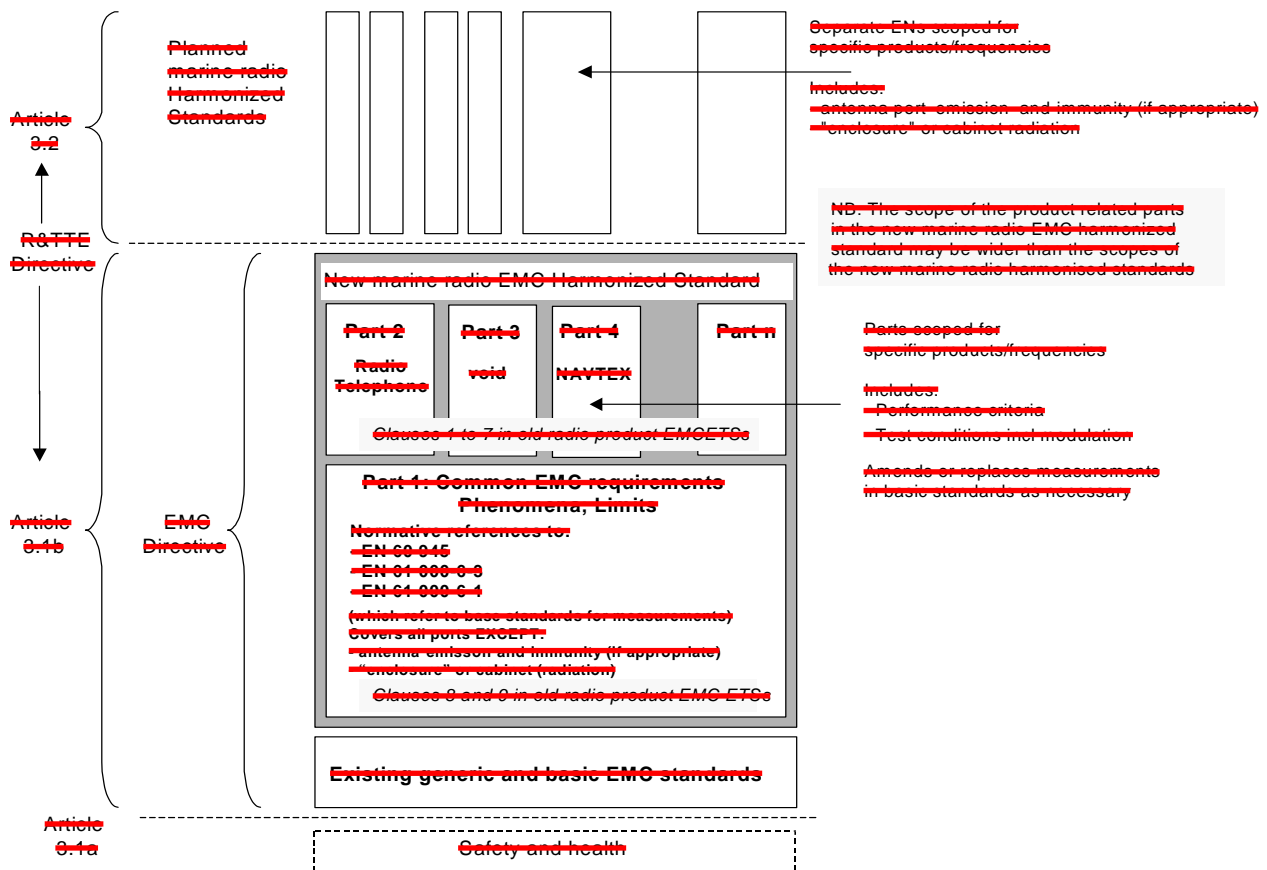 Planned
marine radio
Harmonized
Standards
Separate ENs scoped for
specific products/frequencies
Includes:
- antenna port emission and immunity (if appropriate)
- "enclosure" or cabinet radiation
Article
3.2
R&TTE
Directive
NB: The scope of the product related parts
in the new marine radio EMC harmonized
standard may be wider than the scopes of
the new marine radio harmonised standards
New marine radio EMC Harmonized Standard
Part 2
Radio
Telephone
Part 3
void
Part 4
NAVTEX
Part n
Clauses 1 to 7 in old radio product EMCETSs
Parts scoped for
specific products/frequencies
Includes:
- Performance criteria
- Test conditions incl modulation
Amends or replaces measurements
in basic standards as necessary
Article
3.1b
EMC
Directive
Part 1: Common EMC requirements
Phenomena, Limits
Normative references to:
- EN 60 945
- EN 61 000-6-3
- EN 61 000-6-1
(which refer to base standards for measurements)
Covers all ports EXCEPT:
- antenna emisson and immunity (if appropriate)
- "enclosure" or cabinet (radiation)
Clauses 8 and 9 in old radio product EMC ETSs
Existing generic and basic EMC standards
Article
3.1a
Safety and health